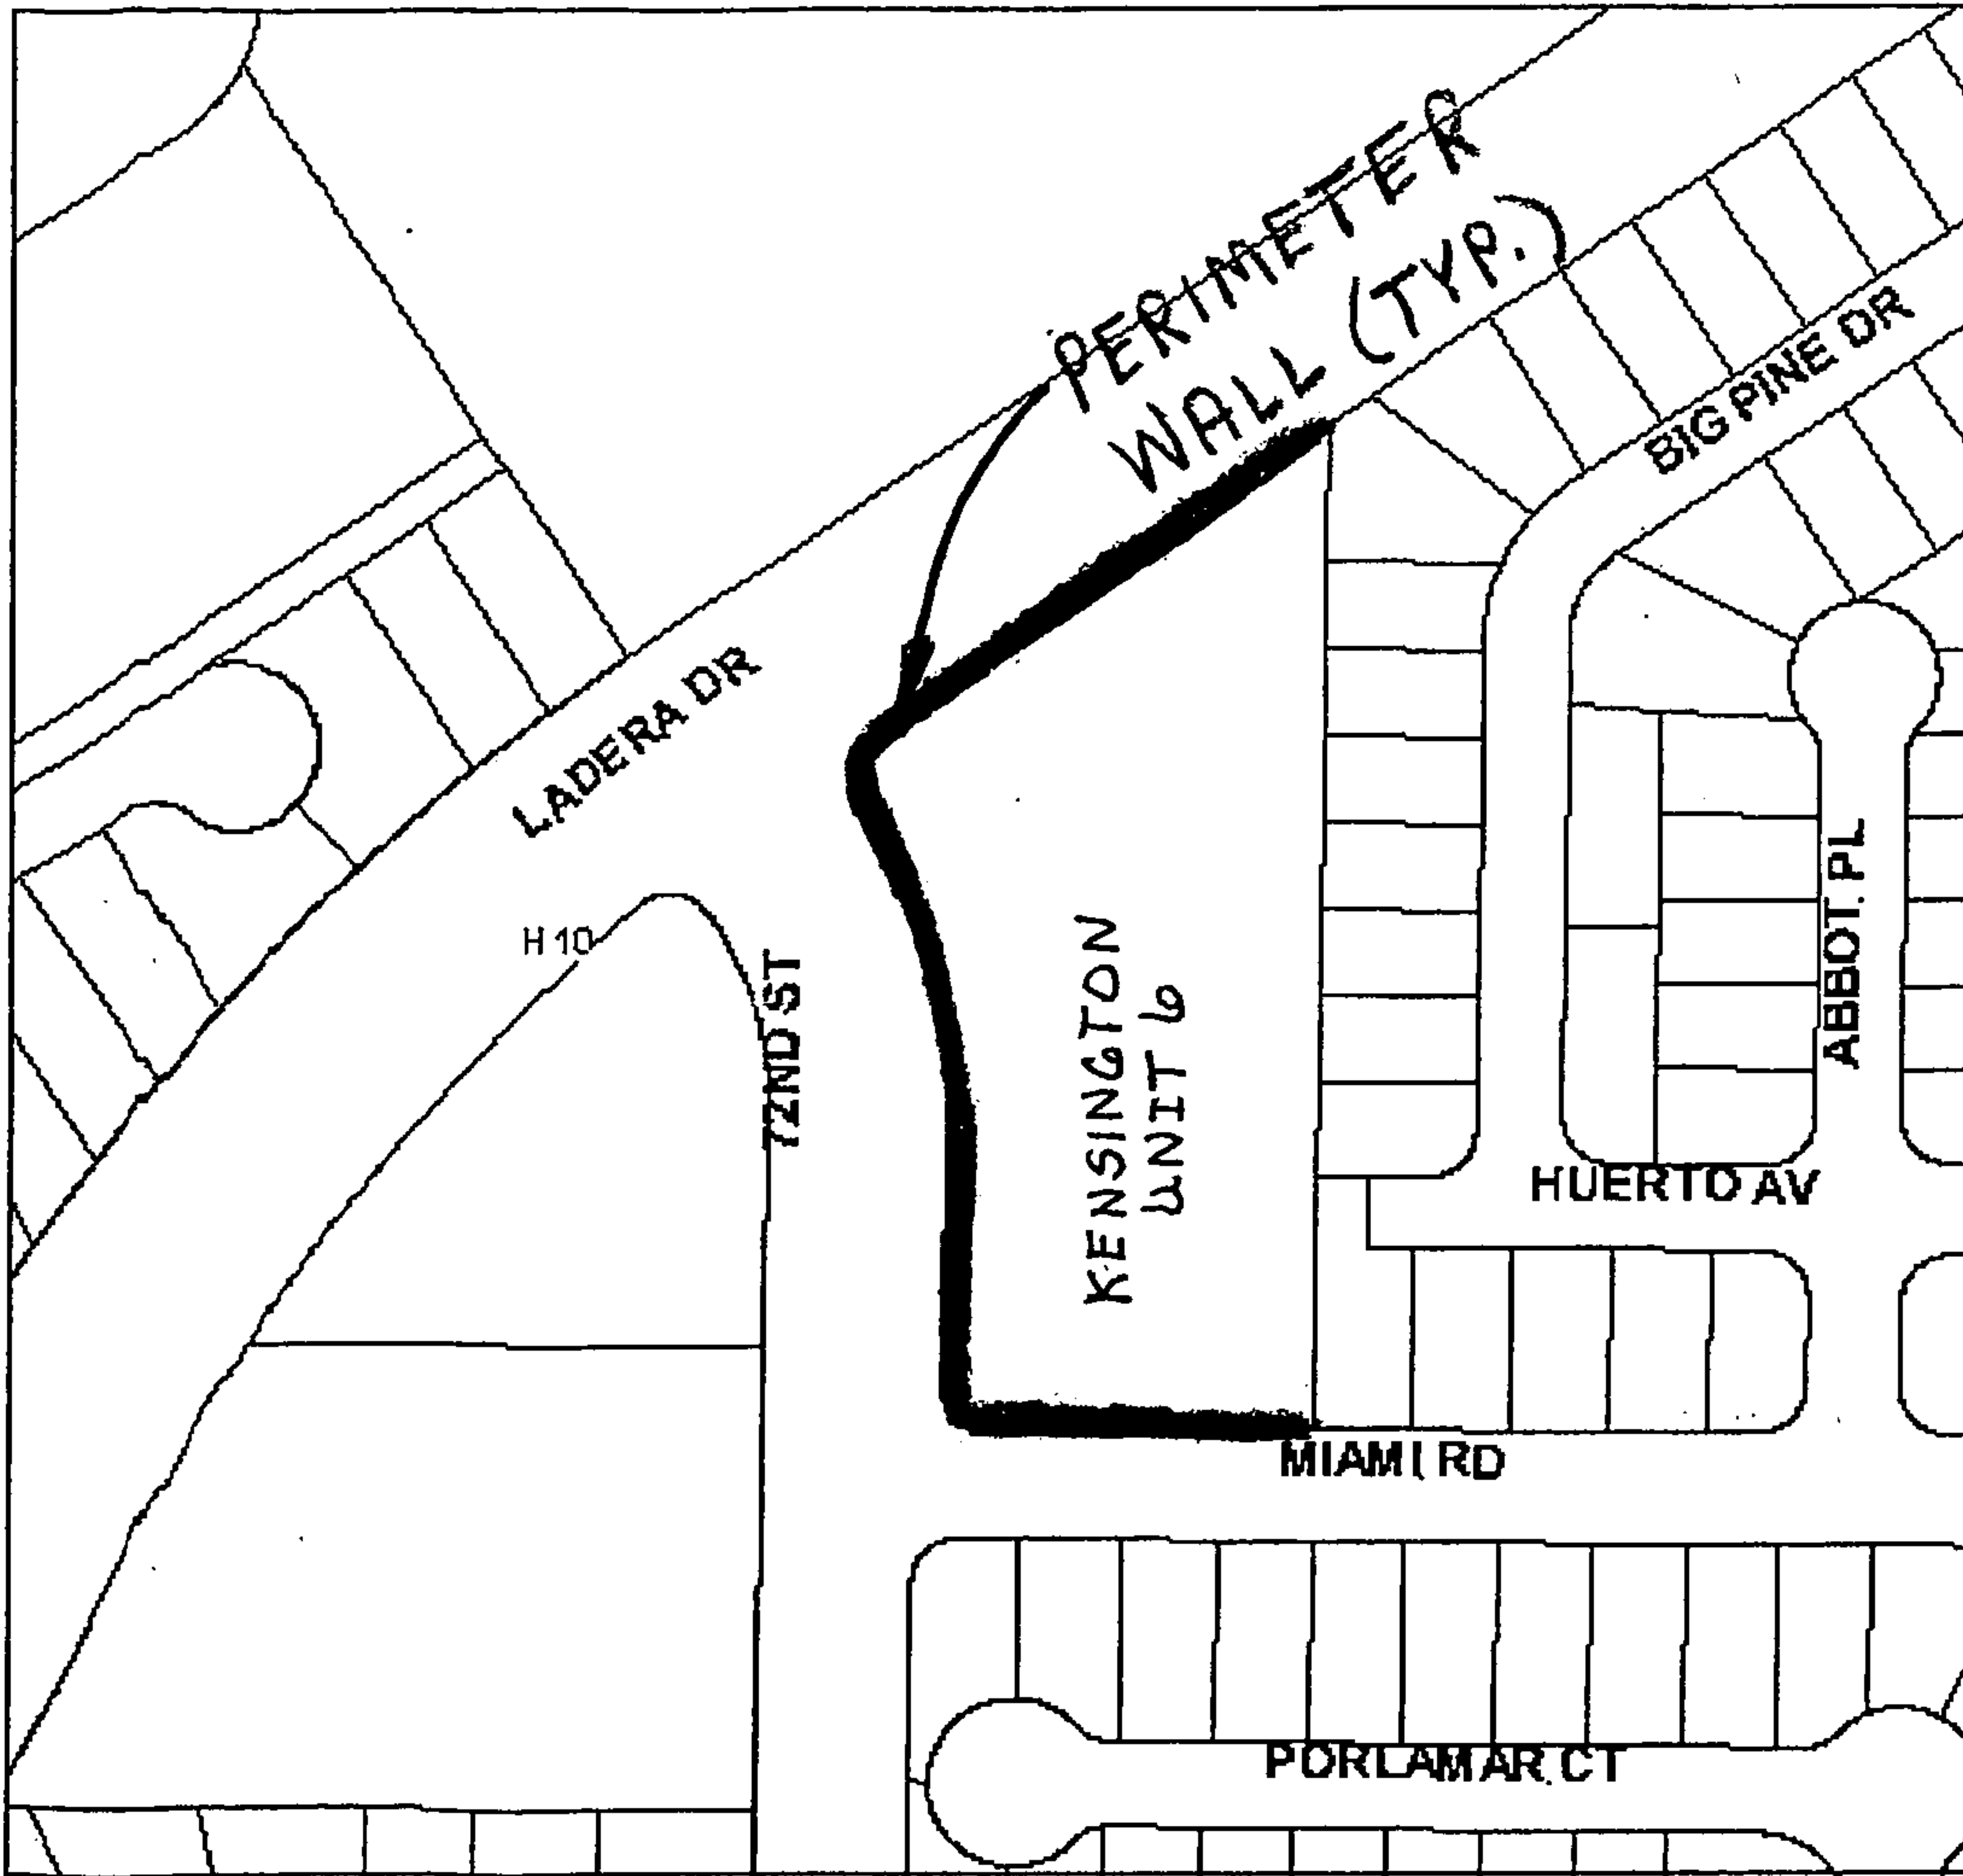 PERIMETER
WALL (TYP.)
BIG PINE DR
LADERA DR
H 10
72ND ST
KENSINGTON
UNIT 6
ABBOT. PL
HUERTO AV
MIAMI RD
PORLAMAR. CT